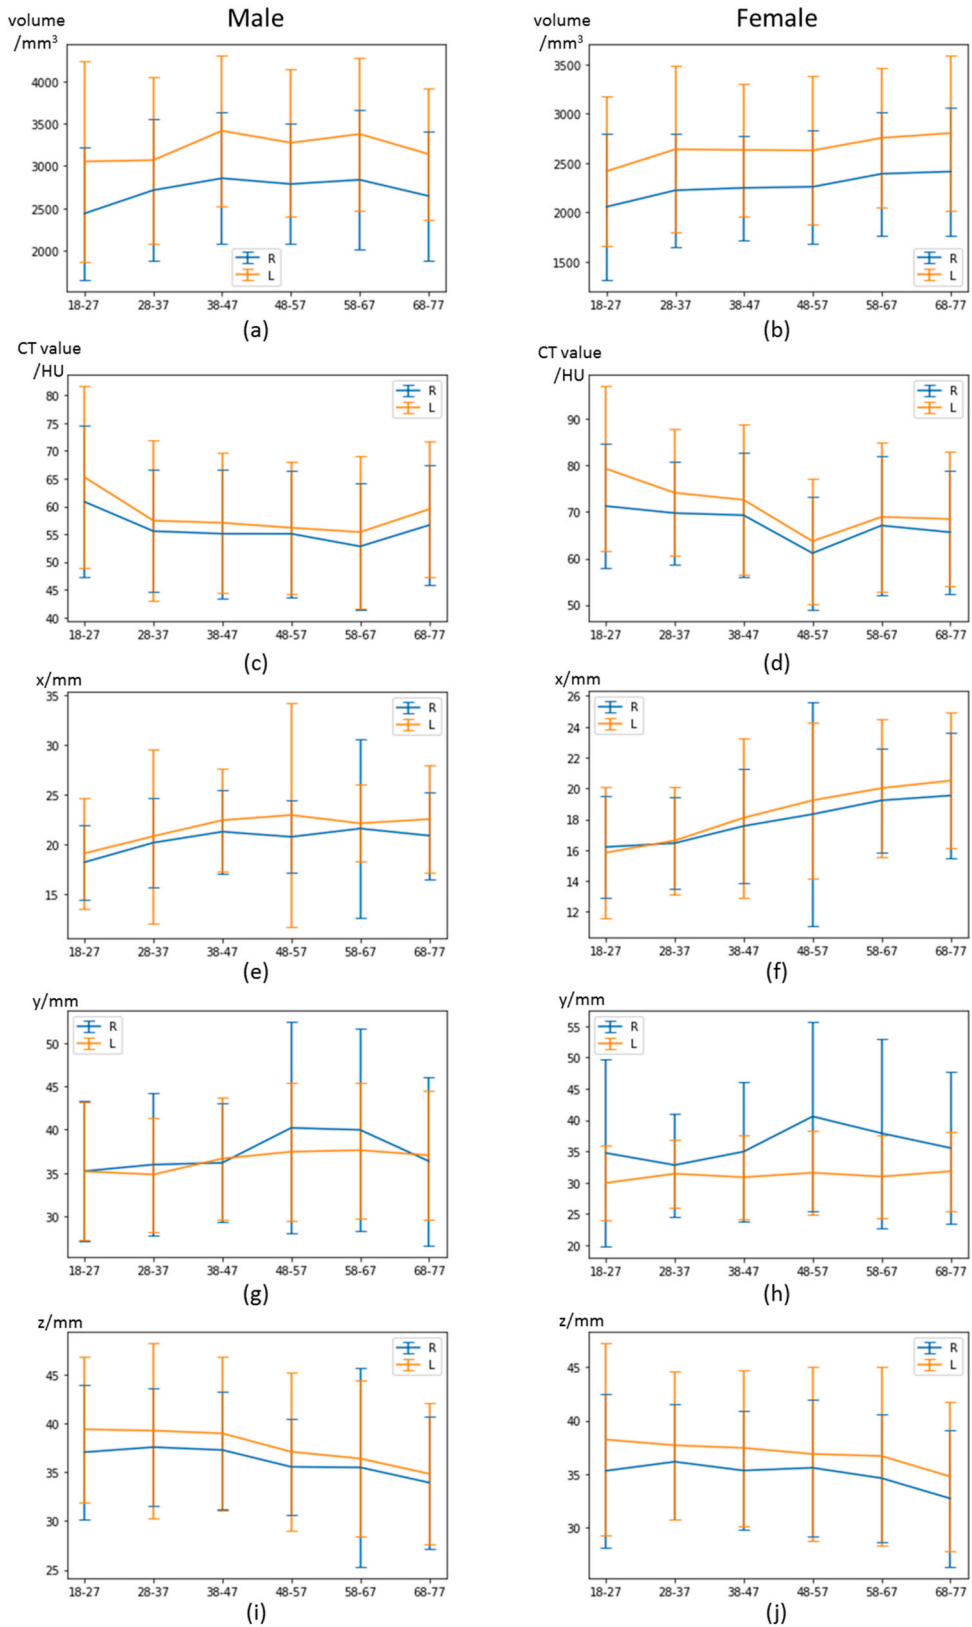 Male
Female
volume
/mm³
4000
3500
3000
2500
2000
R
L
18-27 28-37 38-47 48-57 58-67 68-77
(a)
volume
/mm³
3500
3000
2500
2000
1500
R
L
18-27 28-37 38-47 48-57 58-67 68-77
(b)
CT value
/HU
80
75
70
65
60
55
50
45
40
R
L
18-27 28-37 38-47 48-57 58-67 68-77
(c)
CT value
/HU
90
80
70
60
50
R
L
18-27 28-37 38-47 48-57 58-67 68-77
(d)
x/mm
35
30
25
20
15
R
L
18-27 28-37 38-47 48-57 58-67 68-77
(e)
x/mm
26
24
22
20
18
16
14
12
R
L
18-27 28-37 38-47 48-57 58-67 68-77
(f)
y/mm
50
45
40
35
30
R
L
18-27 28-37 38-47 48-57 58-67 68-77
(g)
y/mm
55
50
45
40
35
30
25
20
R
L
18-27 28-37 38-47 48-57 58-67 68-77
(h)
z/mm
45
40
35
30
25
R
L
18-27 28-37 38-47 48-57 58-67 68-77
(i)
z/mm
45
40
35
30
R
L
18-27 28-37 38-47 48-57 58-67 68-77
(j)